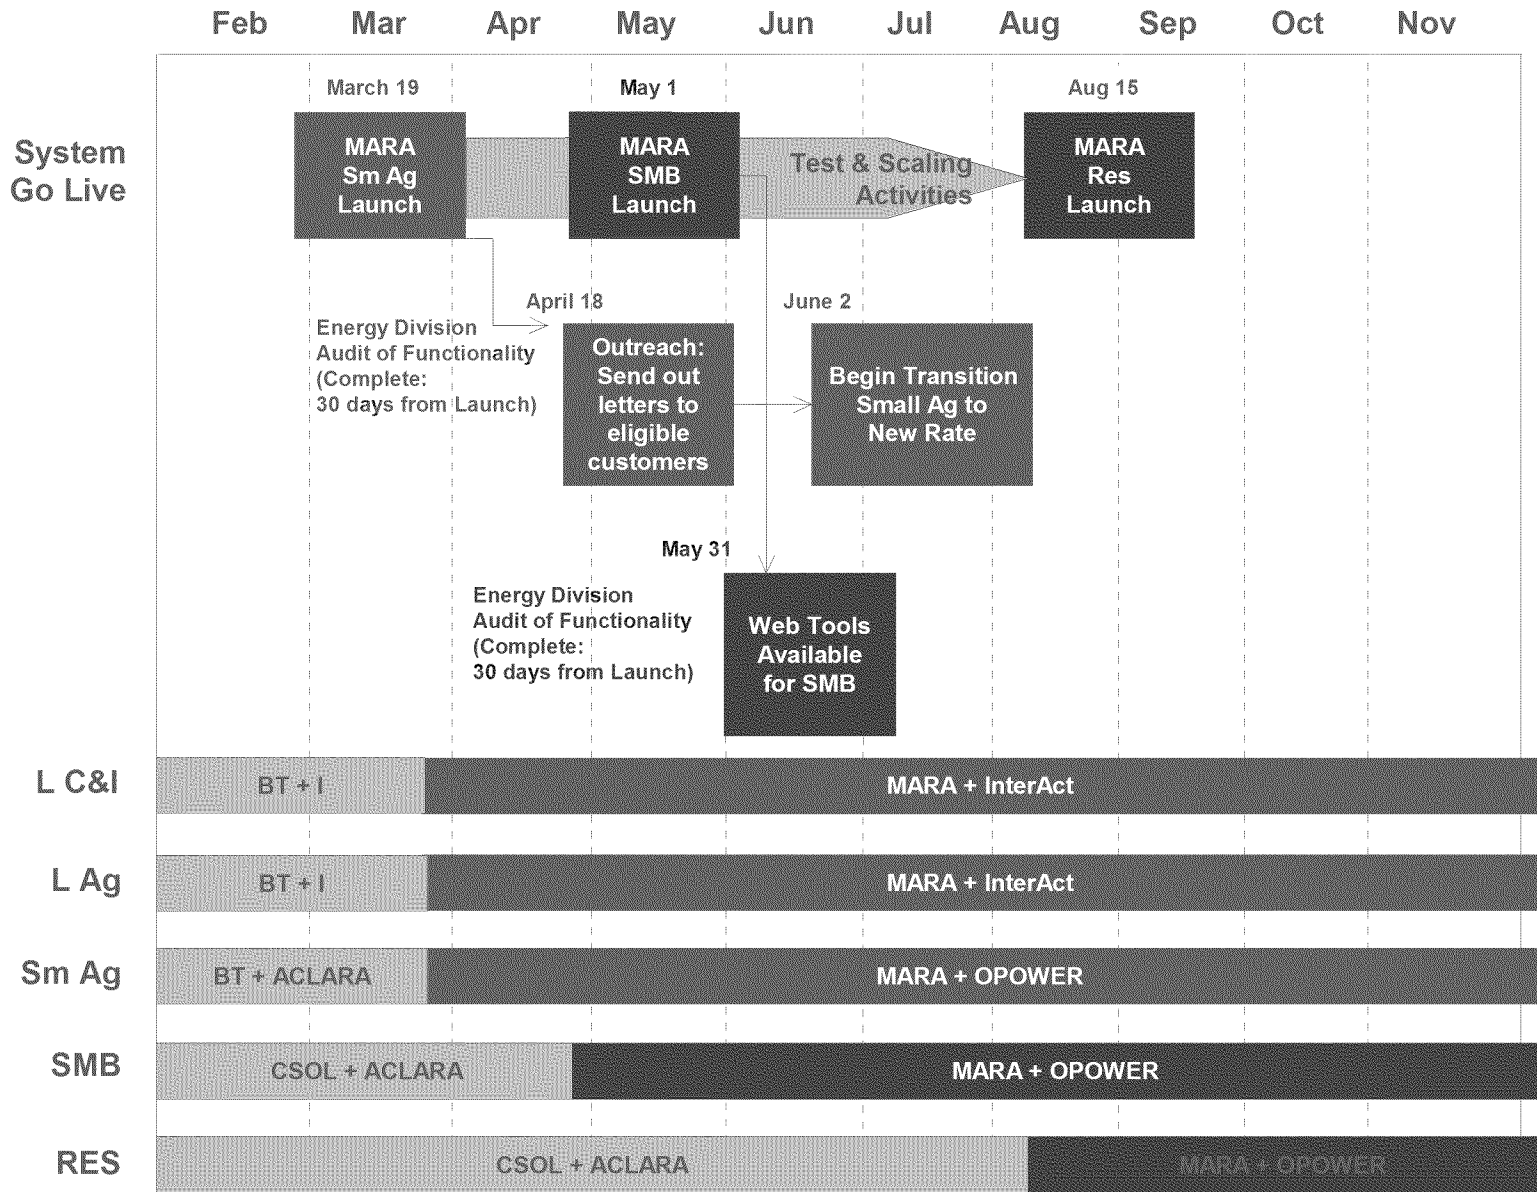 Feb Mar Apr May Jun Jul Aug Sep Oct Nov
March 19 May 1 Aug 15
System
Go Live
MARA
Sm Ag
Launch
MARA
SMB
Launch
Test & Scaling
Activities
MARA
Res
Launch
April 18
June 2
Energy Division
Audit of Functionality
(Complete:
30 days from Launch)
Outreach:
Send out
letters to
eligible
customers
Begin Transition
Small Ag to
New Rate
May 31
Energy Division
Audit of Functionality
(Complete:
30 days from Launch)
Web Tools
Available
for SMB
L C&I BT + I MARA + InterAct
L Ag BT + I MARA + InterAct
Sm Ag BT + ACLARA MARA + OPOWER
SMB CSOL + ACLARA MARA + OPOWER
RES CSOL + ACLARA MARA + OPOWER